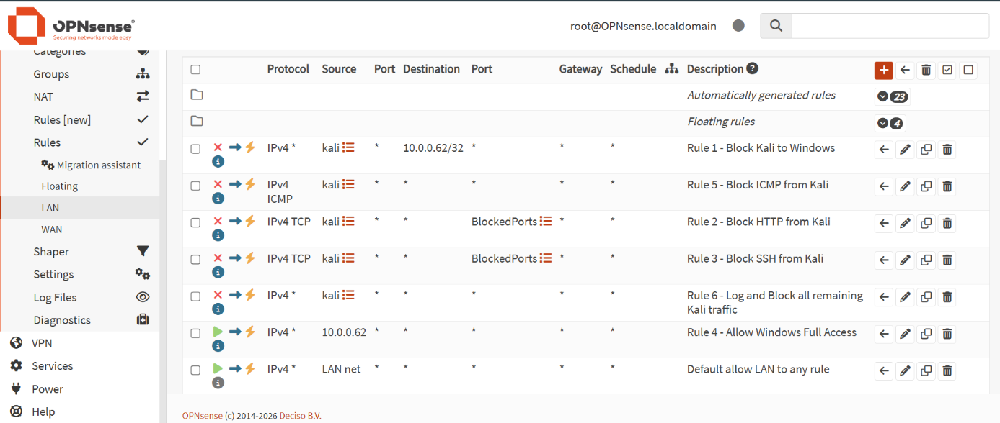 OPNsense®
Securing networks made easy
root@OPNsense.localdomain
Categories
Groups
NAT
Rules [new]
Rules
Migration assistant
Floating
LAN
WAN
Shaper
Settings
Log Files
Diagnostics
VPN
Services
Power
Help
Protocol Source Port Destination Port Gateway Schedule Description
Automatically generated rules 23
Floating rules 4
IPv4 * kali * 10.0.0.62/32 * * * Rule 1 - Block Kali to Windows
IPv4 kali * * * * * Rule 5 - Block ICMP from Kali
ICMP
IPv4 TCP kali * * BlockedPorts * * Rule 2 - Block HTTP from Kali
IPv4 TCP kali * * BlockedPorts * * Rule 3 - Block SSH from Kali
IPv4 * kali * * * * * Rule 6 - Log and Block all remaining
Kali traffic
IPv4 * 10.0.0.62 * * * * * Rule 4 - Allow Windows Full Access
IPv4 * LAN net * * * * * Default allow LAN to any rule
OPNsense (c) 2014-2026 Deciso B.V.